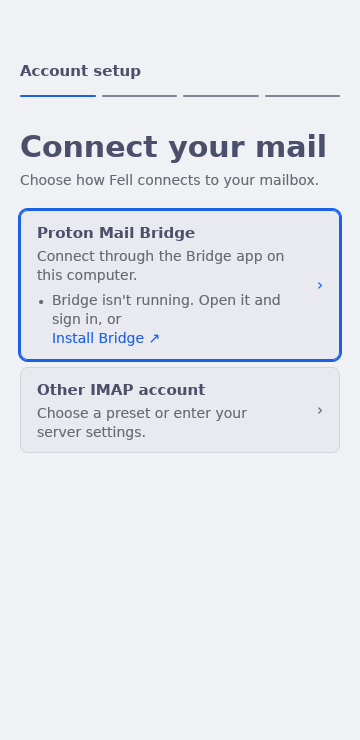 Account setup
Connect your mail
Choose how Fell connects to your mailbox.
Proton Mail Bridge
Connect through the Bridge app on
this computer.
• Bridge isn't running. Open it and
sign in, or
Install Bridge ↗
›
Other IMAP account
Choose a preset or enter your
server settings.
›